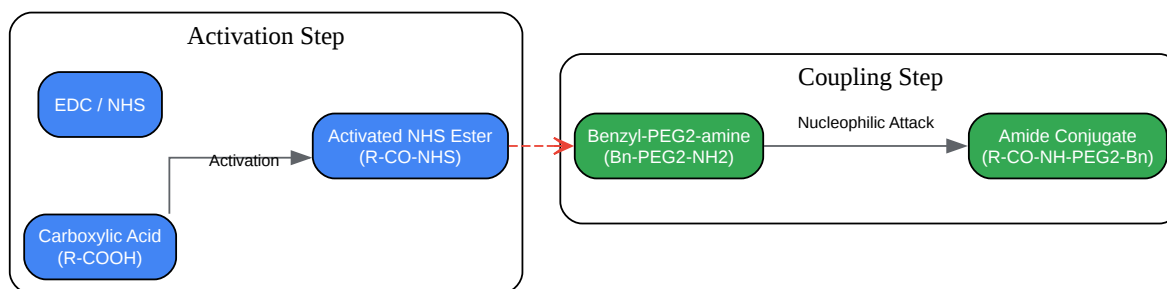 Activation Step
EDC / NHS
Carboxylic Acid
(R-COOH)
Activation
Activated NHS Ester
(R-CO-NHS)
Coupling Step
Benzyl-PEG2-amine
(Bn-PEG2-NH2)
Nucleophilic Attack
Amide Conjugate
(R-CO-NH-PEG2-Bn)